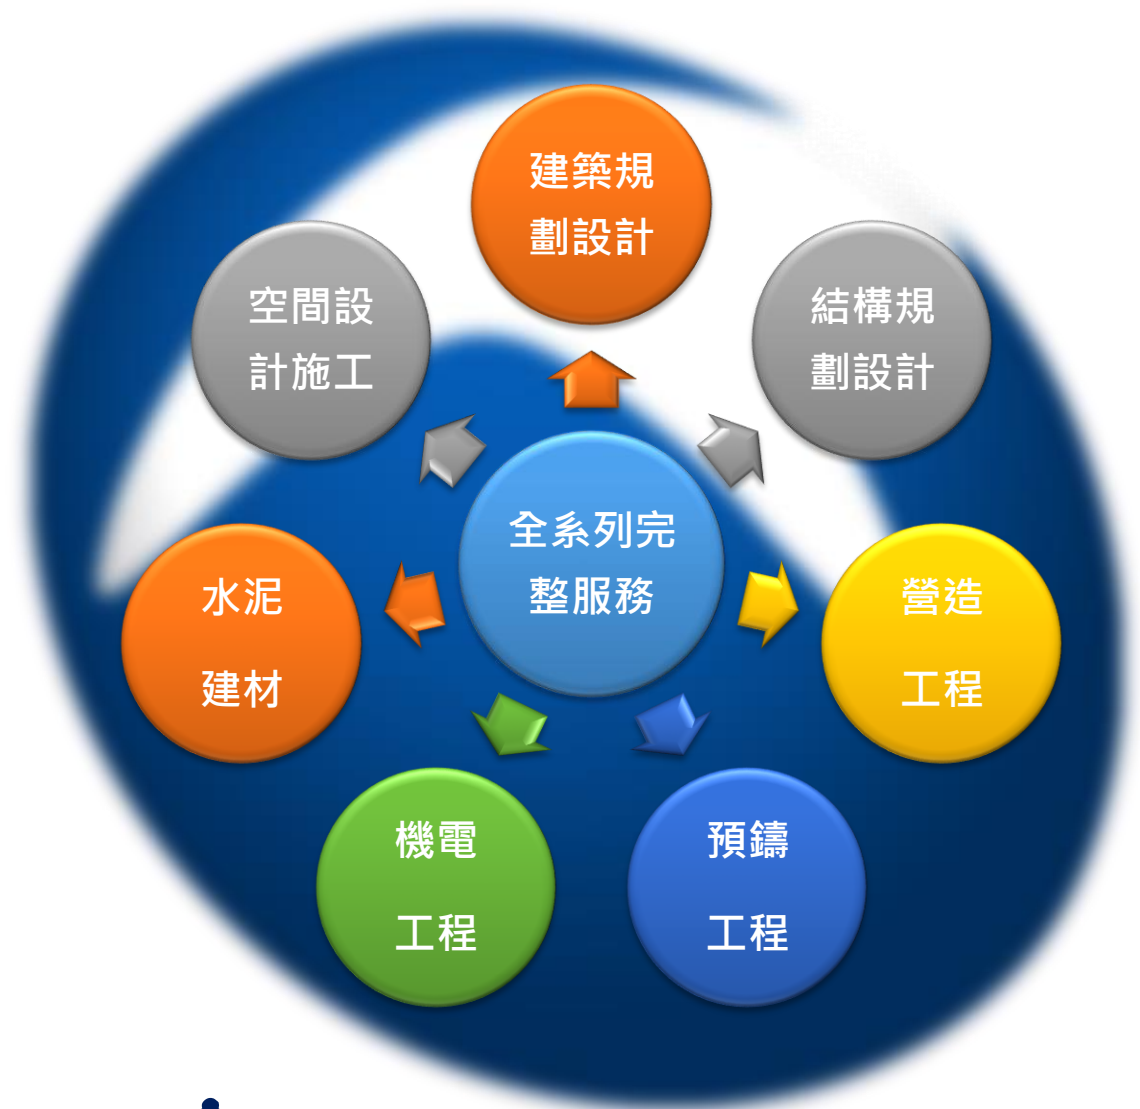 建築規
劃設計
空間設
計施工
結構規
劃設計
全系列完
整服務
水泥
建材
營造
工程
機電
工程
預鑄
工程